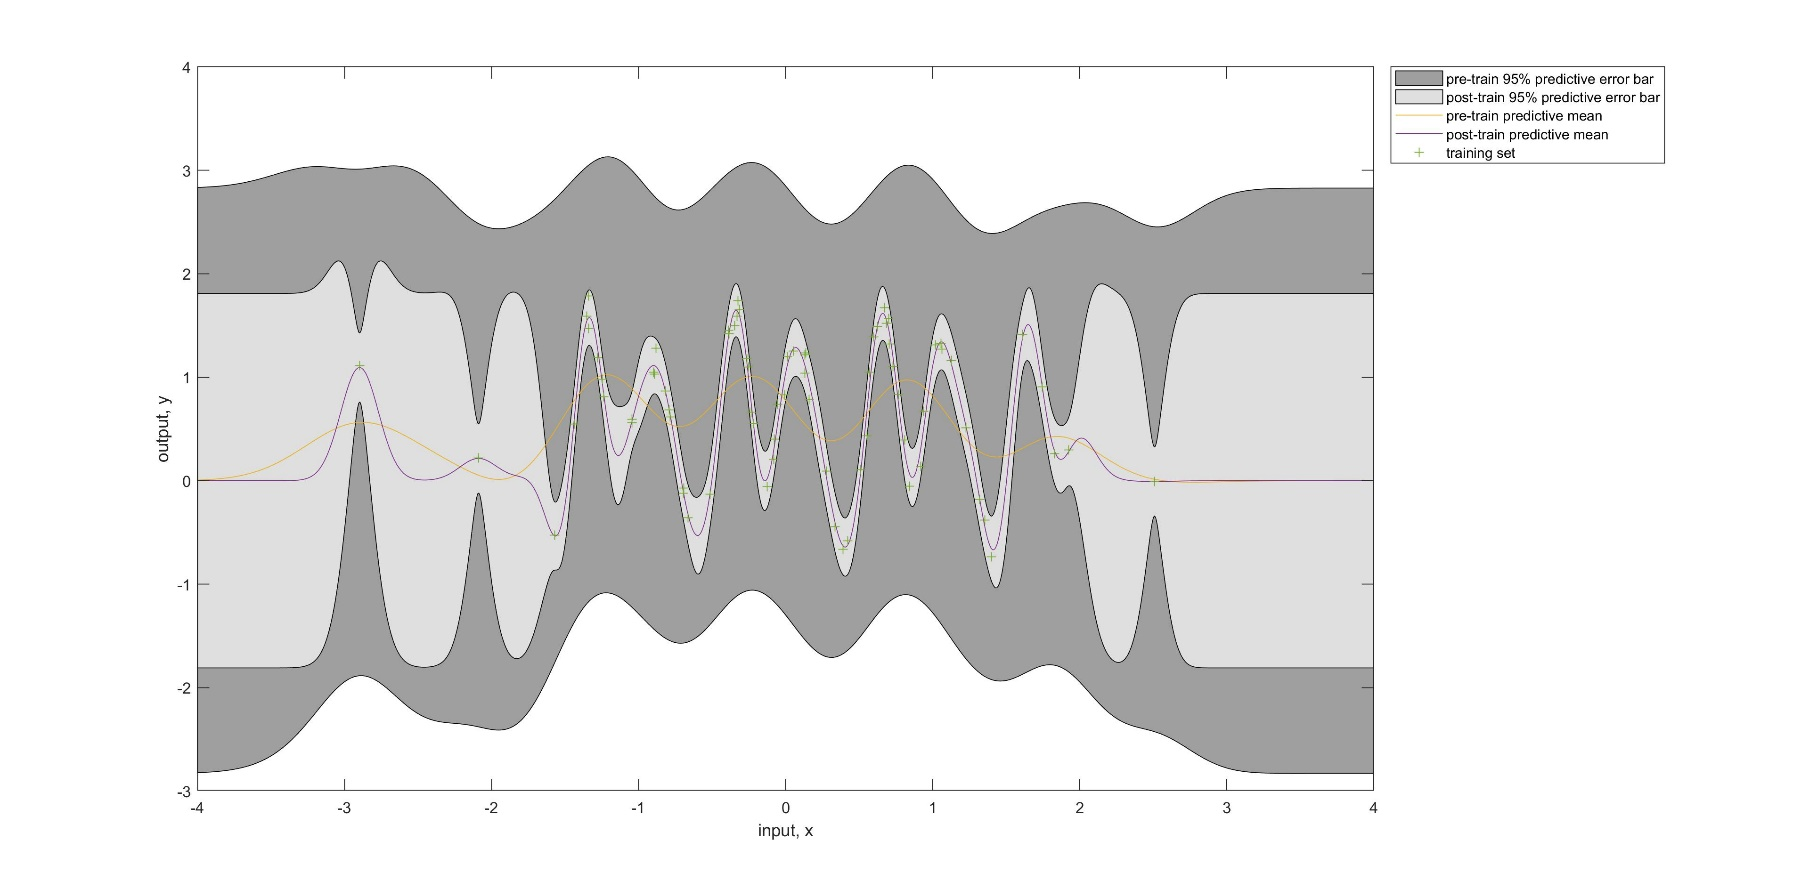 4
3
2
1
0
-1
-2
-3
output, y
-4 -3 -2 -1 0 1 2 3 4
input, x
pre-train 95% predictive error bar
post-train 95% predictive error bar
pre-train predictive mean
post-train predictive mean
training set